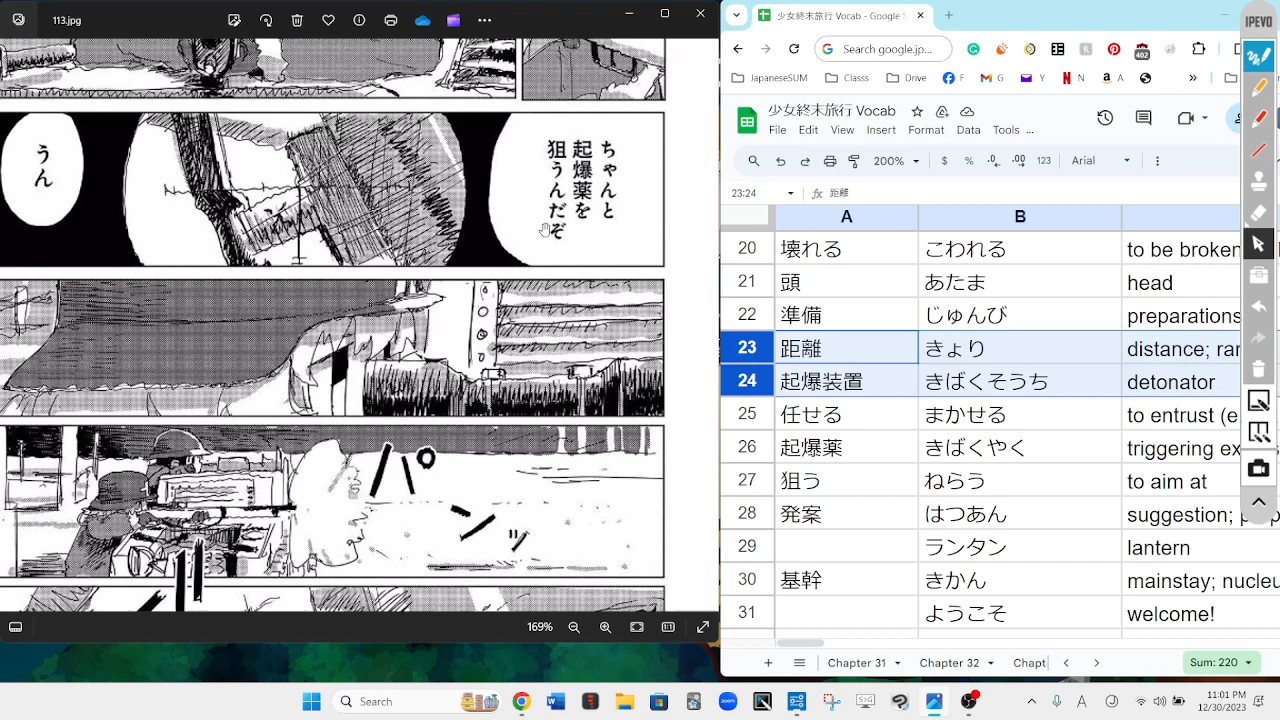 113.jpg
ちゃんと
起爆薬を
狙うんだぞ
うん
パンッ
169%
少女終末旅行 Vocab - Google S
Search google.jp...
402
JapaneseSUM
Classs
Drive
F
G
Y
N
A
少女終末旅行 Vocab
File Edit View Insert Format Data Tools ...
200% $ % .0 .00 123 Arial
23:24 fx 距離
A B
20 壊れる こわれる to be broken
21 頭 あたま head
22 準備 じゅんび preparations
23 距離 きょり distance; ran
24 起爆装置 きばくそうち detonator
25 任せる まかせる to entrust (e
26 起爆薬 きばくやく triggering ex
27 狙う ねらう to aim at
28 発案 はつあん suggestion; p
29 ランタン lantern
30 基幹 きかん mainstay; nucleu
31 ようこそ welcome!
Chapter 31 Chapter 32 Chapt Sum: 220
IPEVO
Search
zoom
A
11:01 PM
12/30/2023